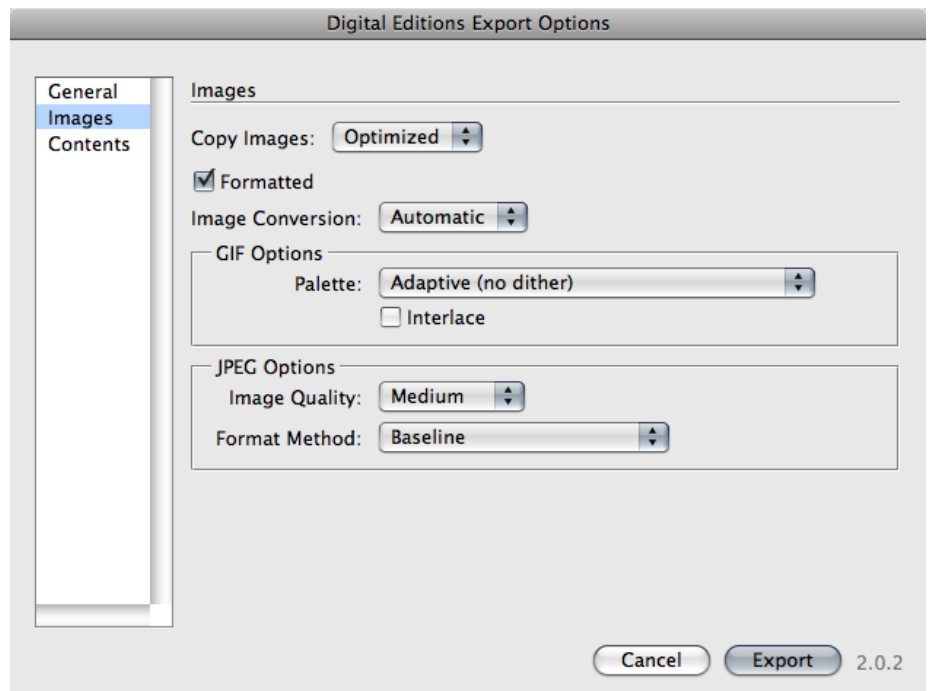 Digital Editions Export Options
General
Images
Contents
Images
Copy Images: Optimized
Formatted
Image Conversion: Automatic
GIF Options
Palette: Adaptive (no dither)
Interlace
JPEG Options
Image Quality: Medium
Format Method: Baseline
Cancel Export 2.0.2